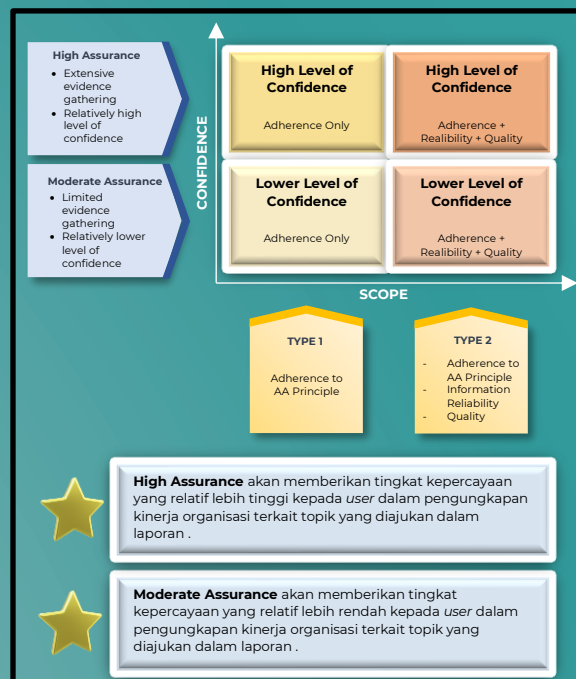 High Assurance
• Extensive
evidence
gathering
• Relatively high
level of
confidence
Moderate Assurance
• Limited
evidence
gathering
• Relatively lower
level of
confidence
CONFIDENCE
High Level of
Confidence
Adherence Only
High Level of
Confidence
Adherence +
Realibility + Quality
Lower Level of
Confidence
Adherence Only
Lower Level of
Confidence
Adherence +
Realibility + Quality
SCOPE
TYPE 1
Adherence to
AA Principle
TYPE 2
- Adherence to
AA Principle
- Information
Reliability
- Quality
High Assurance akan memberikan tingkat kepercayaan
yang relatif lebih tinggi kepada user dalam pengungkapan
kinerja organisasi terkait topik yang diajukan dalam
laporan .
Moderate Assurance akan memberikan tingkat
kepercayaan yang relatif lebih rendah kepada user dalam
pengungkapan kinerja organisasi terkait topik yang
diajukan dalam laporan .